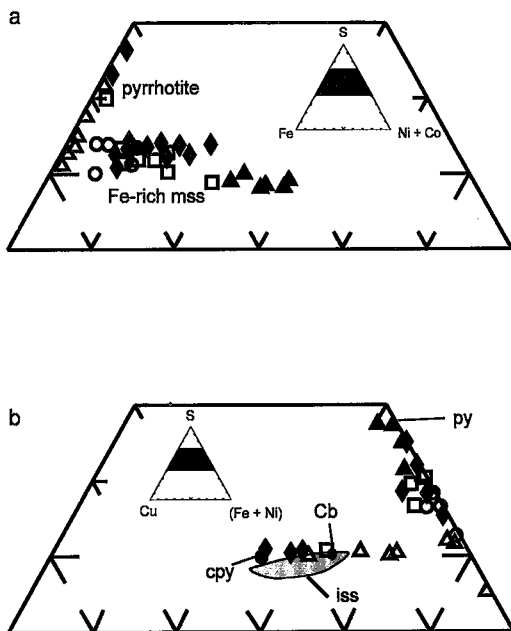 a
S
pyrrhotite
Fe
Ni + Co
Fe-rich mss
b
S
py
Cu
(Fe + Ni)
Cb
cpy
iss